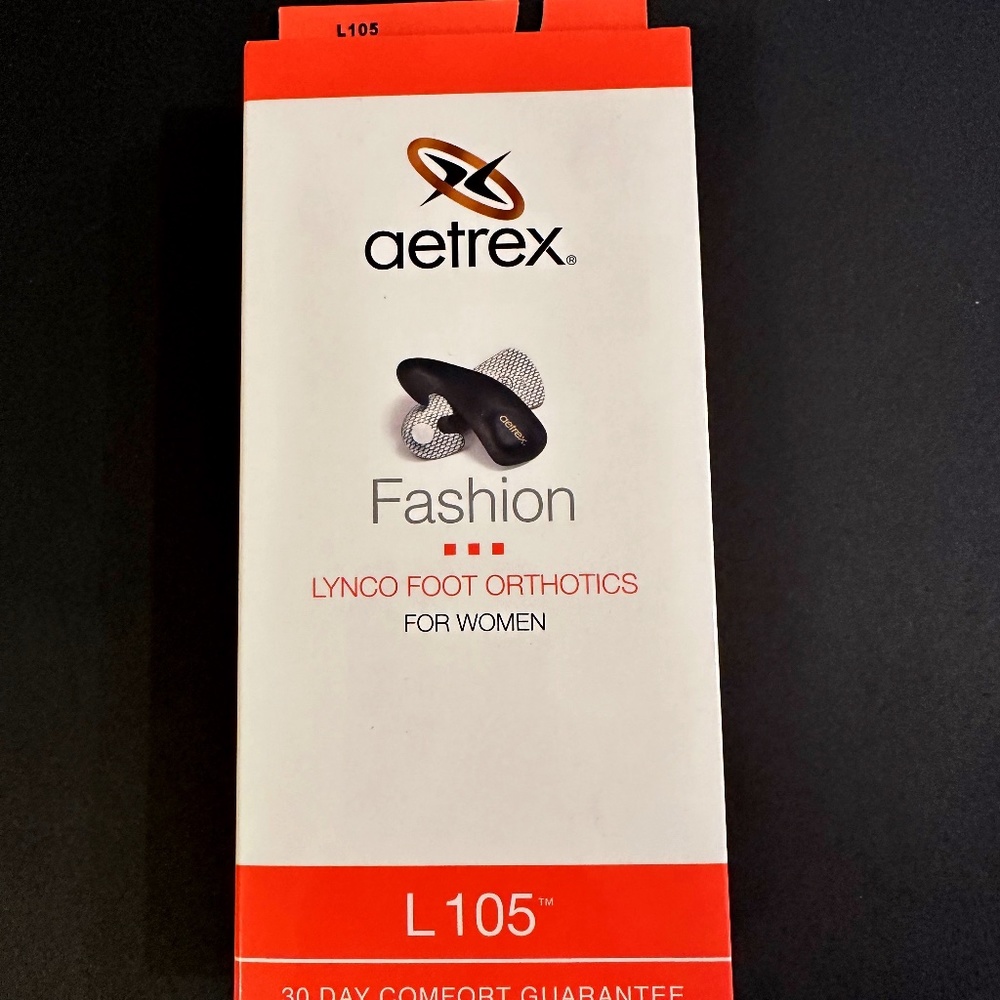 L105
aetrex®
aetrex
Fashion
LYNCO FOOT ORTHOTICS
FOR WOMEN
L105™
30 DAY COMFORT GUARANTEE